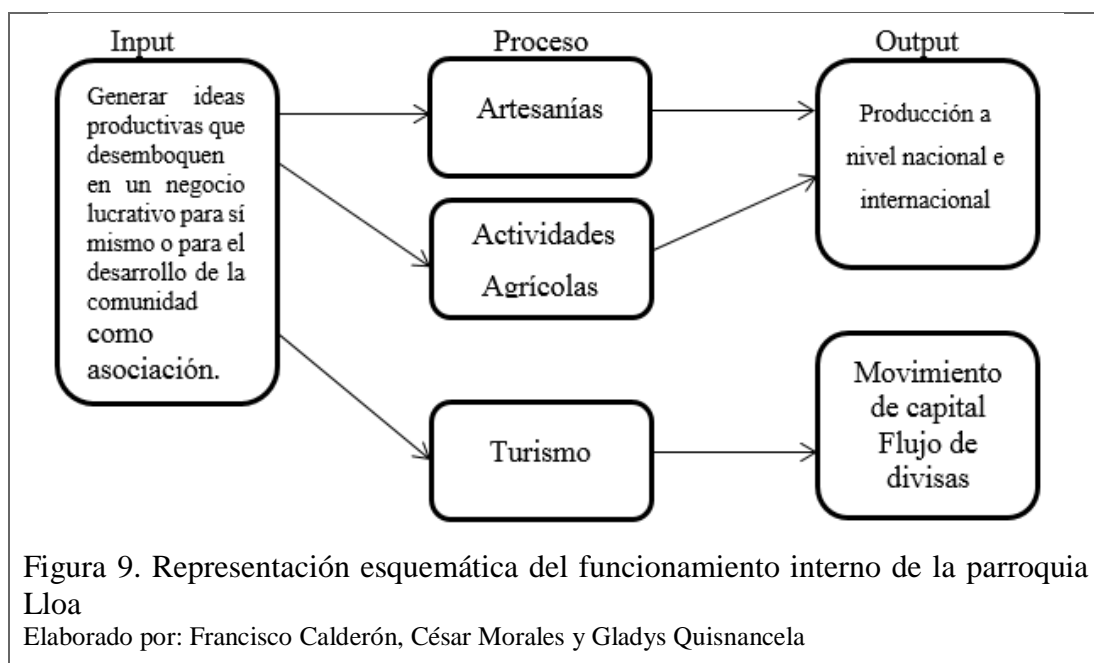 Input
Proceso
Output
Generar ideas
productivas que
desemboquen
en un negocio
lucrativo para sí
mismo o para el
desarrollo de la
comunidad
como
asociación.
Artesanías
Actividades
Agrícolas
Turismo
Producción a
nivel nacional e
internacional
Movimiento
de capital
Flujo de
divisas
Figura 9. Representación esquemática del funcionamiento interno de la parroquia
Lloa
Elaborado por: Francisco Calderón, César Morales y Gladys Quisnancela